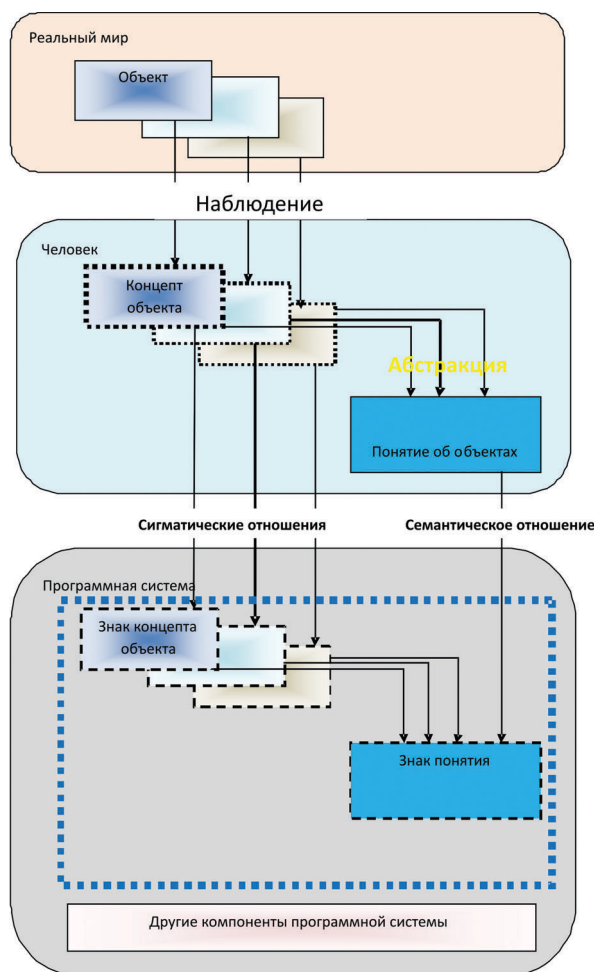 Реальный мир
Объект
Наблюдение
Человек
Концепт
объекта
Абстракция
Понятие об объектах
Сигматические отношения
Семантическое отношение
Программная система
Знак концепта
объекта
Знак понятия
Другие компоненты программной системы